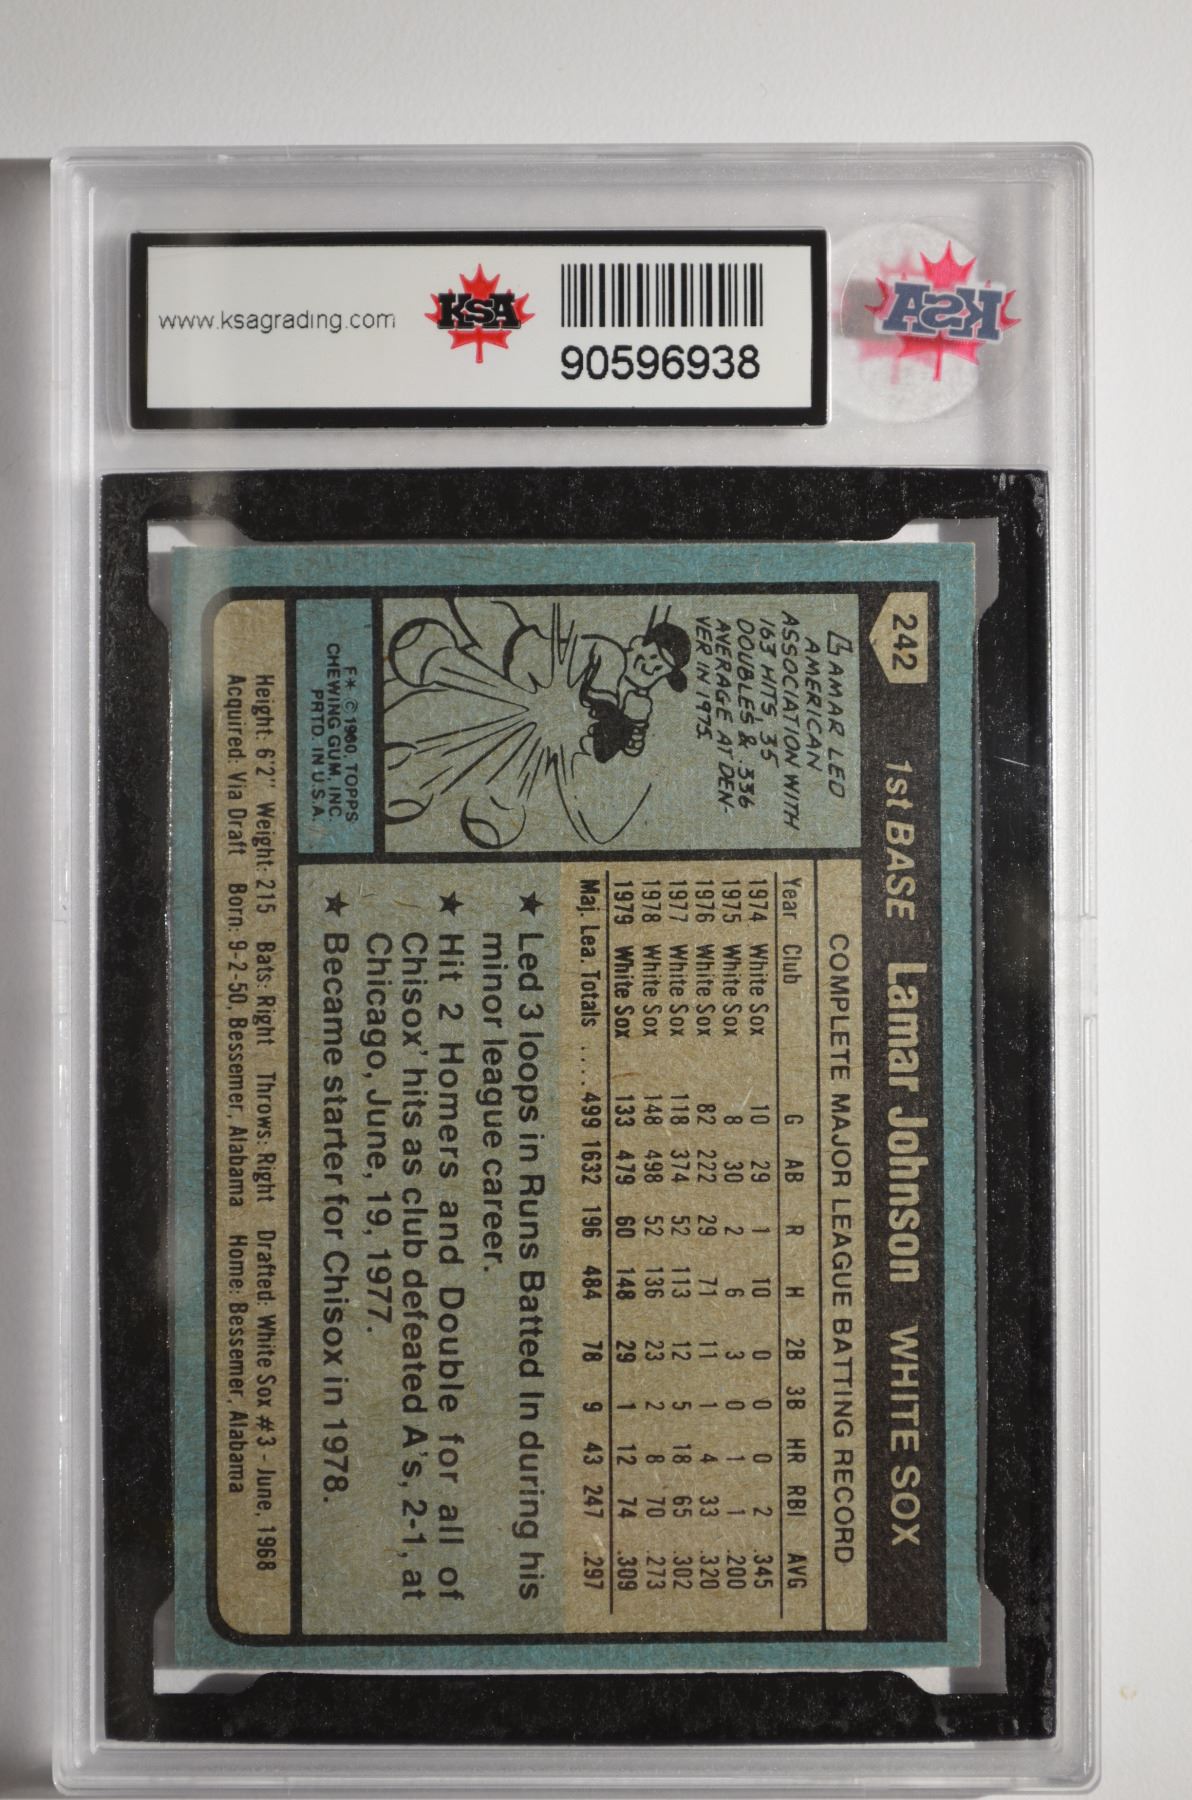 www.ksagrading.com
KSA
90596938
KSA
242
1st BASE Lamar Johnson WHITE SOX
LAMAR LED
AMERICAN
ASSOCIATION WITH
163 HITS, 35
DOUBLES & .336
AVERAGE AT DEN-
VER IN 1975.
F✶ © 1980, TOPPS
CHEWING GUM, INC.
PRTD. IN U.S.A.
COMPLETE MAJOR LEAGUE BATTING RECORD
Year Club G AB R H 2B 3B HR RBI AVG
1974 White Sox 10 29 1 10 0 0 0 2 .345
1975 White Sox 8 30 2 6 3 0 1 1 .200
1976 White Sox 82 222 29 71 11 1 4 33 .320
1977 White Sox 118 374 52 113 12 5 18 65 .302
1978 White Sox 148 498 52 136 23 2 8 70 .273
1979 White Sox 133 479 60 148 29 1 12 74 .309
Maj. Lea. Totals .... 499 1632 196 484 78 9 43 247 .297
★ Led 3 loops in Runs Batted In during his
minor league career.
★ Hit 2 Homers and Double for all of
Chisox' hits as club defeated A's, 2-1, at
Chicago, June, 19, 1977.
★ Became starter for Chisox in 1978.
Height: 6'2" Weight: 215 Bats: Right Throws: Right Drafted: White Sox #3 - June, 1968
Acquired: Via Draft Born: 9-2-50, Bessemer, Alabama Home: Bessemer, Alabama